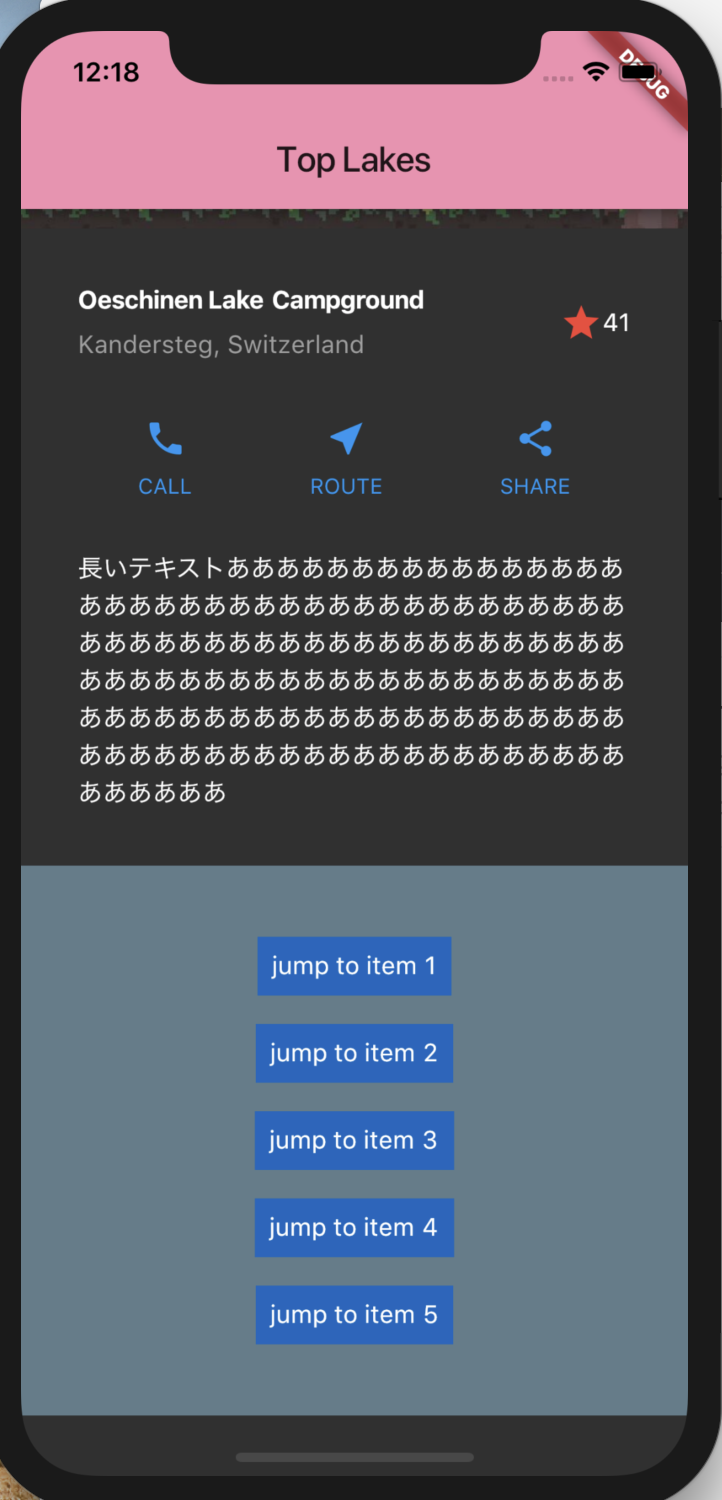 12:18
DEBUG
Top Lakes
Oeschinen Lake Campground
41
Kandersteg, Switzerland
CALL
ROUTE
SHARE
長いテキストああああああああああああああああ
ああああああああああああああああああああああ
ああああああああああああああああああああああ
ああああああああああああああああああああああ
ああああああああああああああああああああああ
ああああああああああああああああああああああ
ああああああ
jump to item 1
jump to item 2
jump to item 3
jump to item 4
jump to item 5